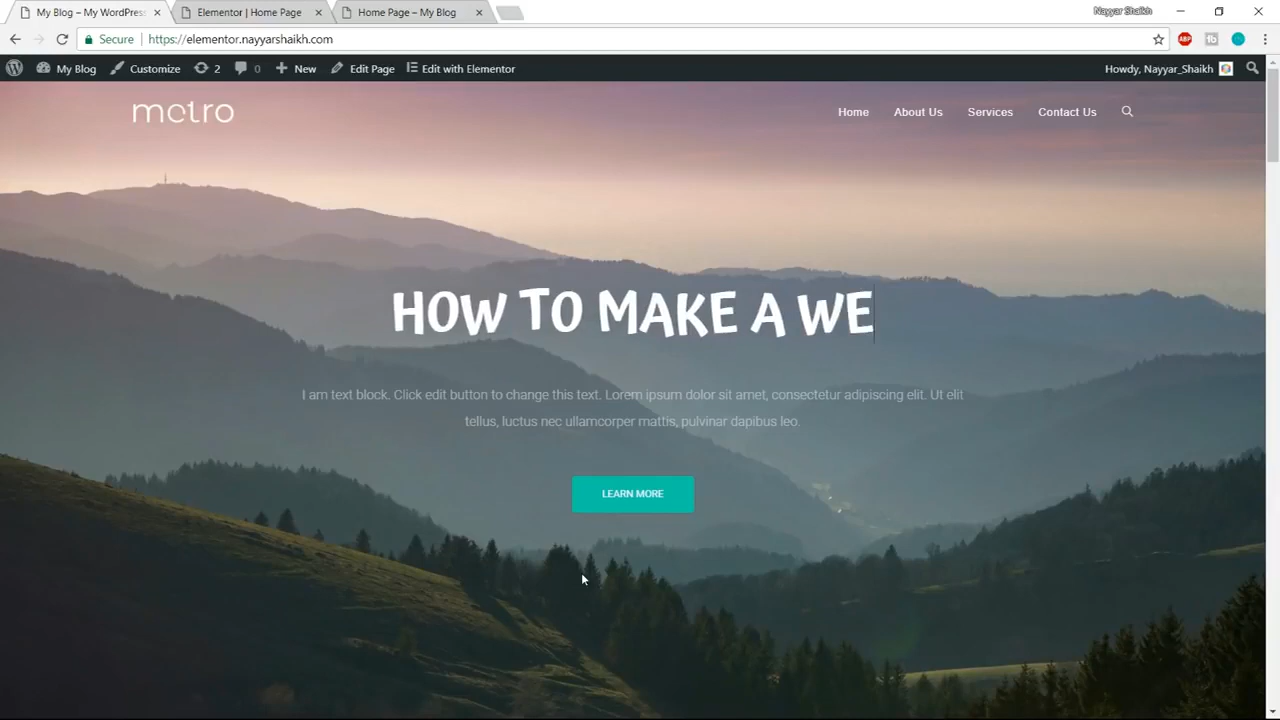 My Blog – My WordPress
Elementor | Home Page
Home Page – My Blog
Nayyar Shaikh
Secure
https://elementor.nayyarshaikh.com
ABP
My Blog
Customize
2
0
New
Edit Page
Edit with Elementor
Howdy, Nayyar_Shaikh
metro
Home
About Us
Services
Contact Us
HOW TO MAKE A WE
I am text block. Click edit button to change this text. Lorem ipsum dolor sit amet, consectetur adipiscing elit. Ut elit
tellus, luctus nec ullamcorper mattis, pulvinar dapibus leo.
LEARN MORE